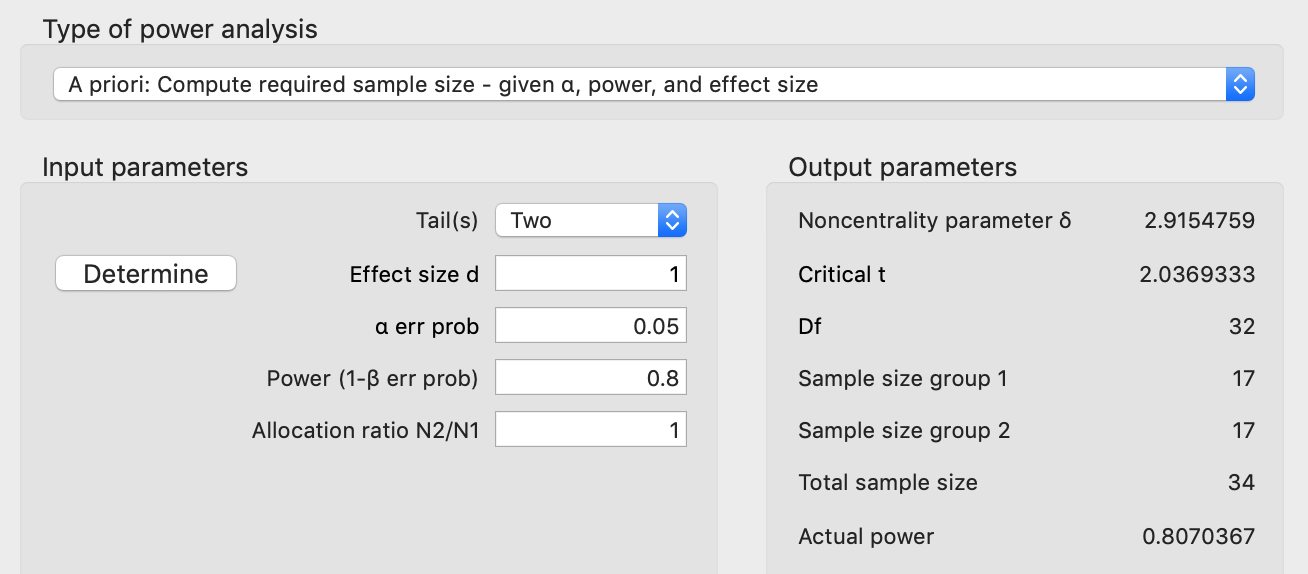 Type of power analysis
A priori: Compute required sample size - given α, power, and effect size
Input parameters
Tail(s) Two
Determine Effect size d 1
α err prob 0.05
Power (1-β err prob) 0.8
Allocation ratio N2/N1 1
Output parameters
Noncentrality parameter δ 2.9154759
Critical t 2.0369333
Df 32
Sample size group 1 17
Sample size group 2 17
Total sample size 34
Actual power 0.8070367